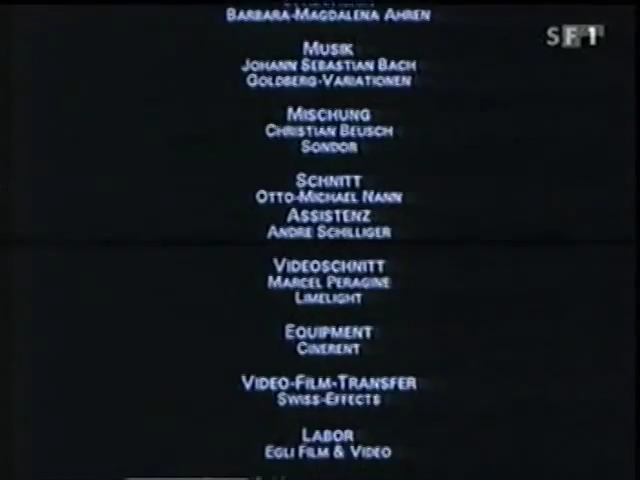 BARBARA-MAGDALENA AHREN
SF1
MUSIK
JOHANN SEBASTIAN BACH
GOLDBERG-VARIATIONEN
MISCHUNG
CHRISTIAN BEUSCH
SONDOR
SCHNITT
OTTO-MICHAEL NANN
ASSISTENZ
ANDRE SCHILLIGER
VIDEOSCHNITT
MARCEL PERAGINE
LIMELIGHT
EQUIPMENT
CINERENT
VIDEO-FILM-TRANSFER
SWISS-EFFECTS
LABOR
EGLI FILM & VIDEO